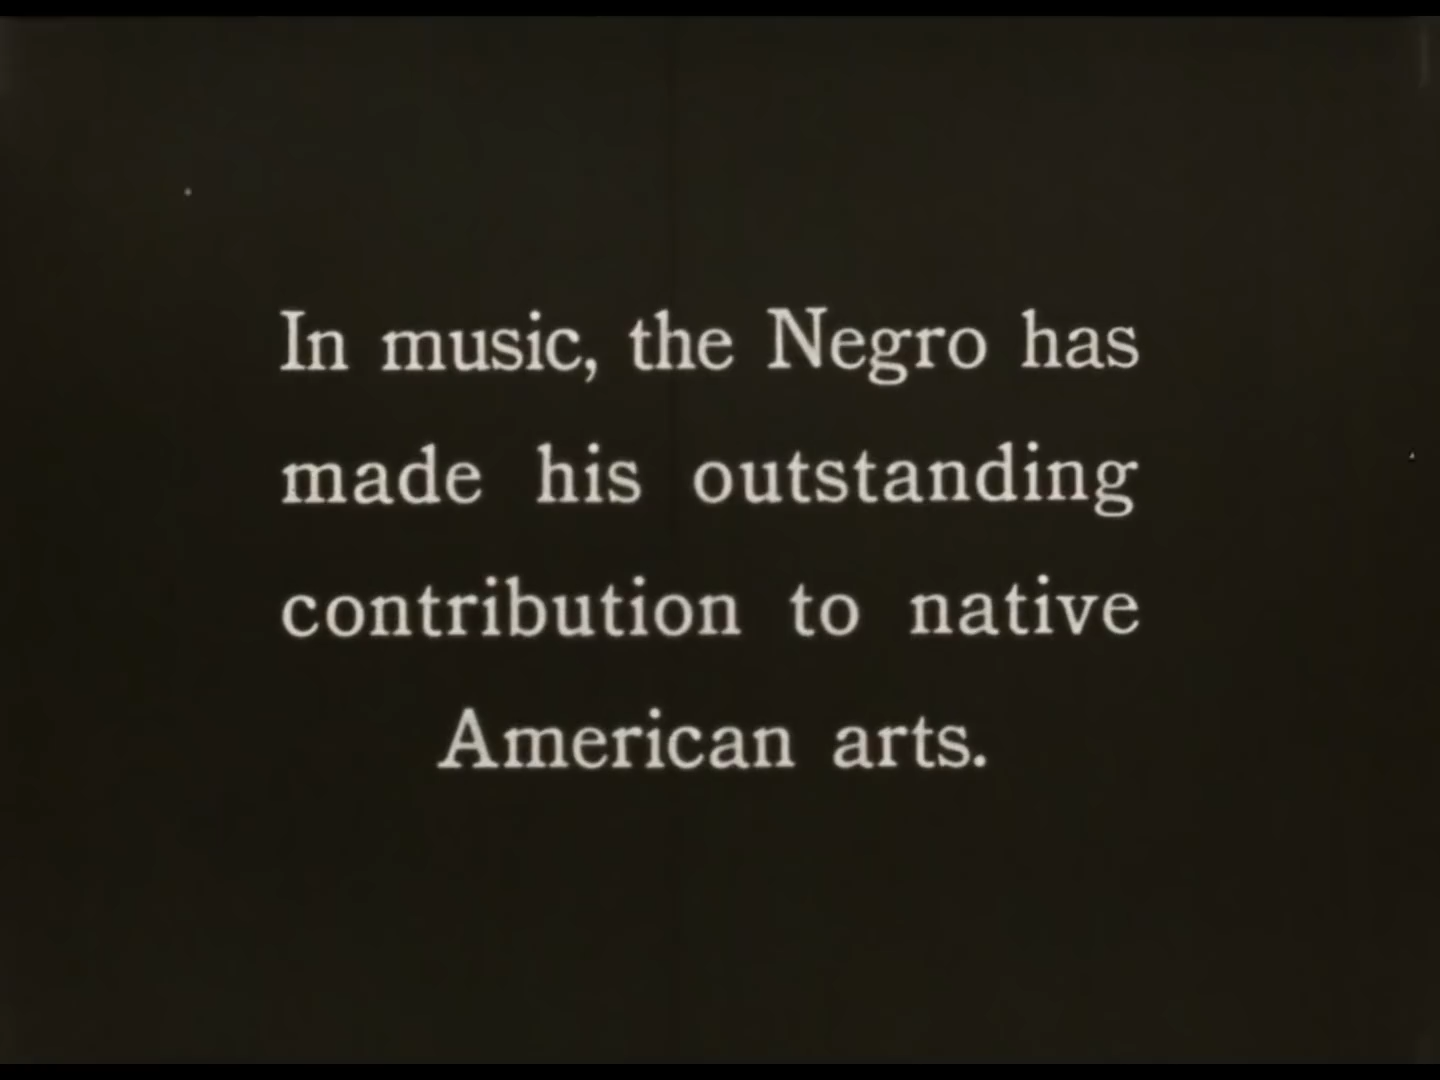 In music, the Negro has
made his outstanding
contribution to native
American arts.